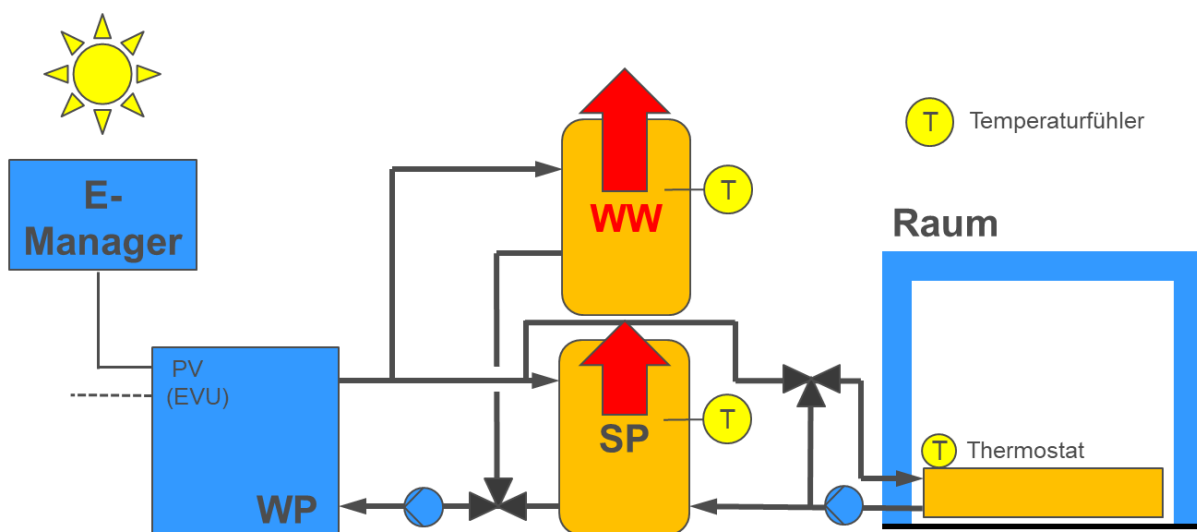 T Temperaturfühler
E-
Manager
WW
T
Raum
PV
(EVU)
WP
SP
T
T Thermostat